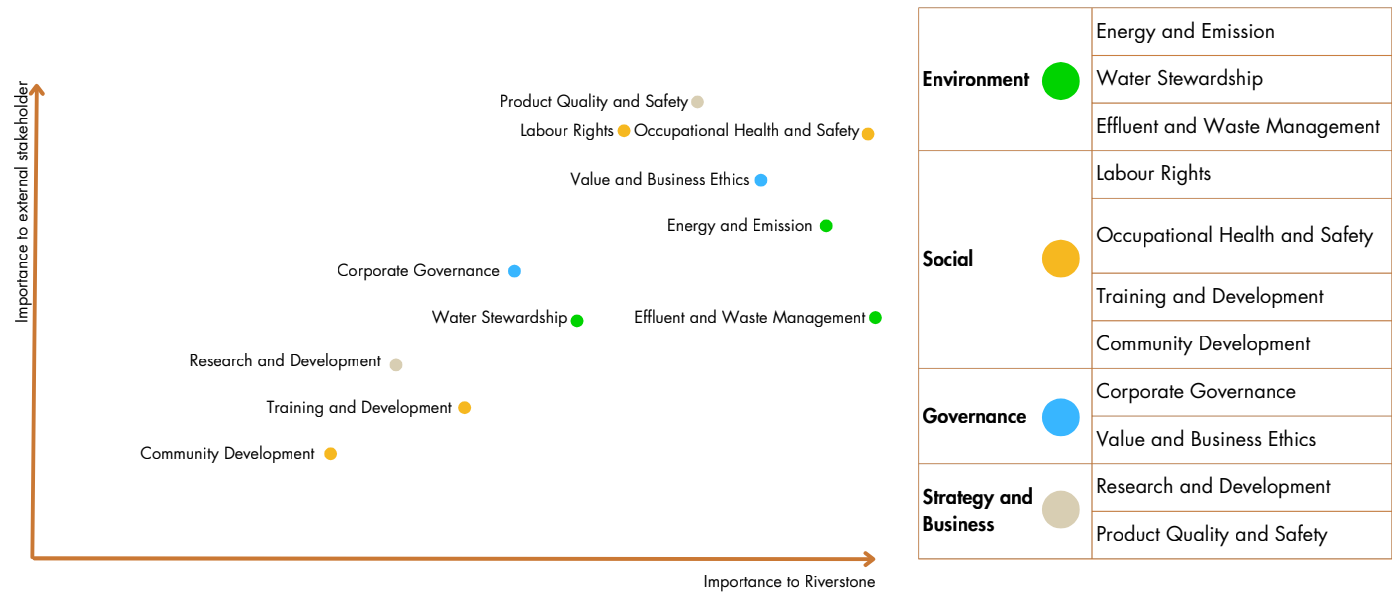 Importance to external stakeholder
Product Quality and Safety
Labour Rights
Occupational Health and Safety
Value and Business Ethics
Energy and Emission
Corporate Governance
Water Stewardship
Effluent and Waste Management
Research and Development
Training and Development
Community Development
Importance to Riverstone
Environment
Energy and Emission
Water Stewardship
Effluent and Waste Management
Social
Labour Rights
Occupational Health and Safety
Training and Development
Community Development
Governance
Corporate Governance
Value and Business Ethics
Strategy and
Business
Research and Development
Product Quality and Safety